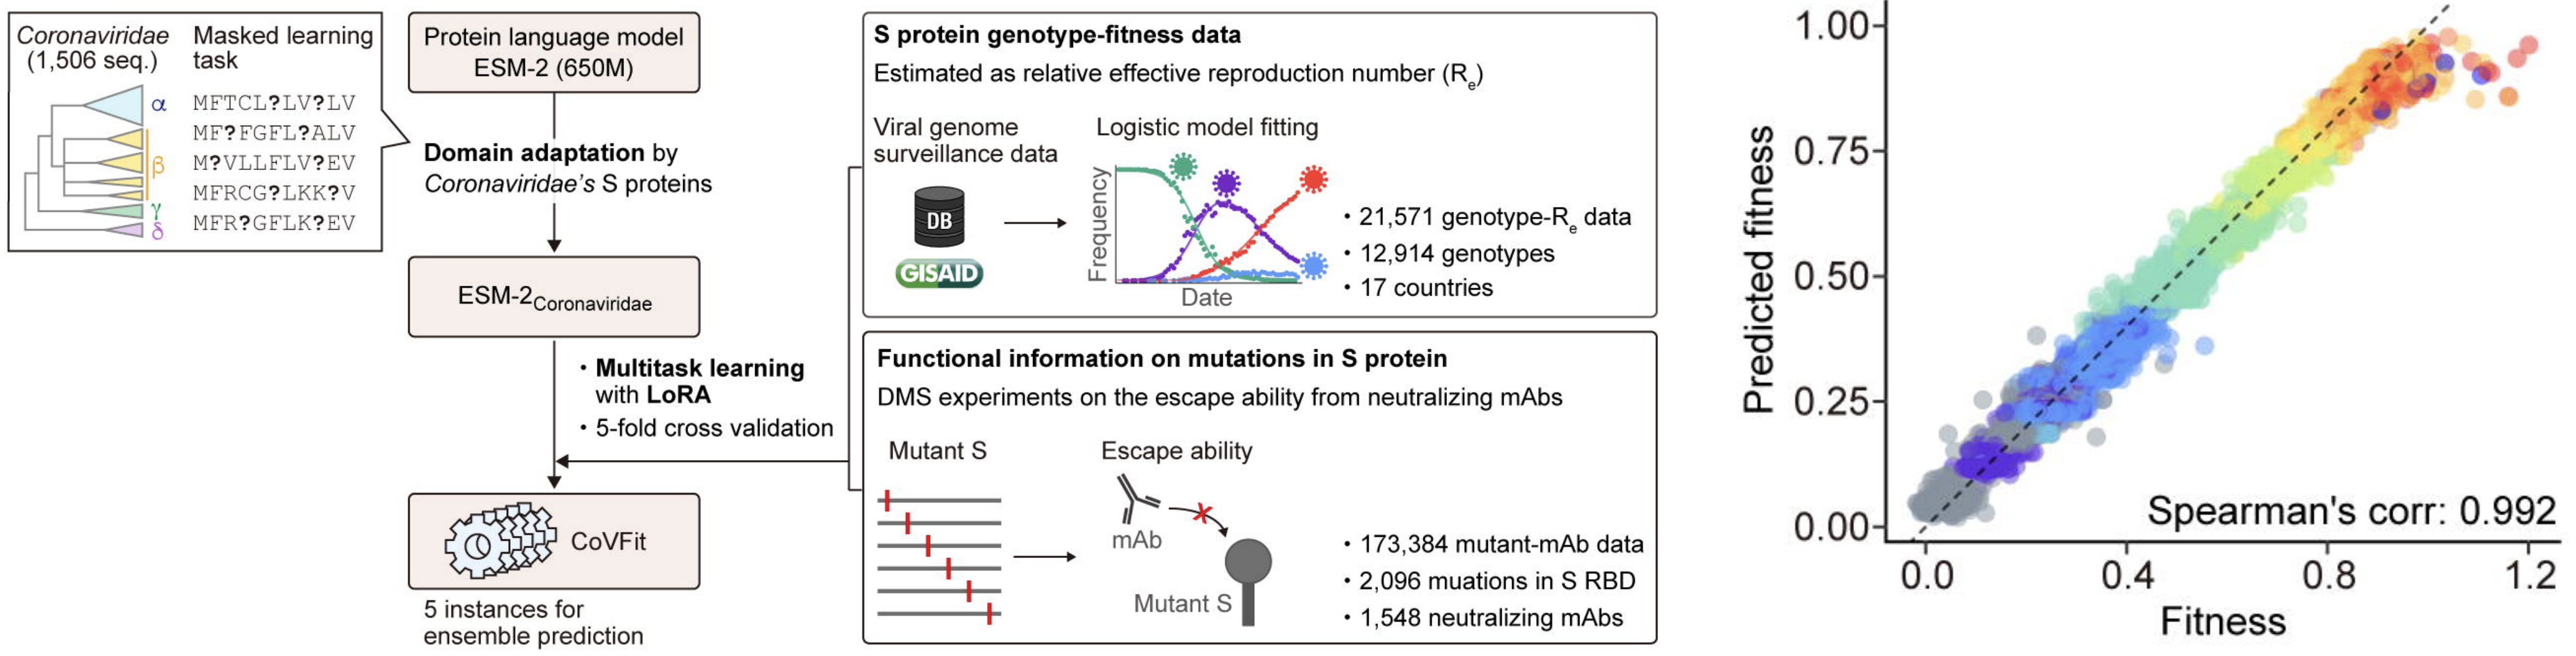 Coronaviridae
(1,506 seq.)
Masked learning
task
α
β
γ
δ
MFTCL?LV?LV
MF?FGFL?ALV
M?VLLFLV?EV
MFRCG?LKK?V
MFR?GFLK?EV
Protein language model
ESM-2 (650M)
Domain adaptation by
Coronaviridae's S proteins
ESM-2Coronaviridae
• Multitask learning
with LoRA
• 5-fold cross validation
CoVFit
5 instances for
ensemble prediction
S protein genotype-fitness data
Estimated as relative effective reproduction number (Re)
Viral genome
surveillance data
DB
GISAID
Logistic model fitting
Frequency
Date
• 21,571 genotype-Re data
• 12,914 genotypes
• 17 countries
Functional information on mutations in S protein
DMS experiments on the escape ability from neutralizing mAbs
Mutant S
Escape ability
mAb
Mutant S
• 173,384 mutant-mAb data
• 2,096 muations in S RBD
• 1,548 neutralizing mAbs
Predicted fitness
1.00
0.75
0.50
0.25
0.00
Spearman's corr: 0.992
0.0 0.4 0.8 1.2
Fitness